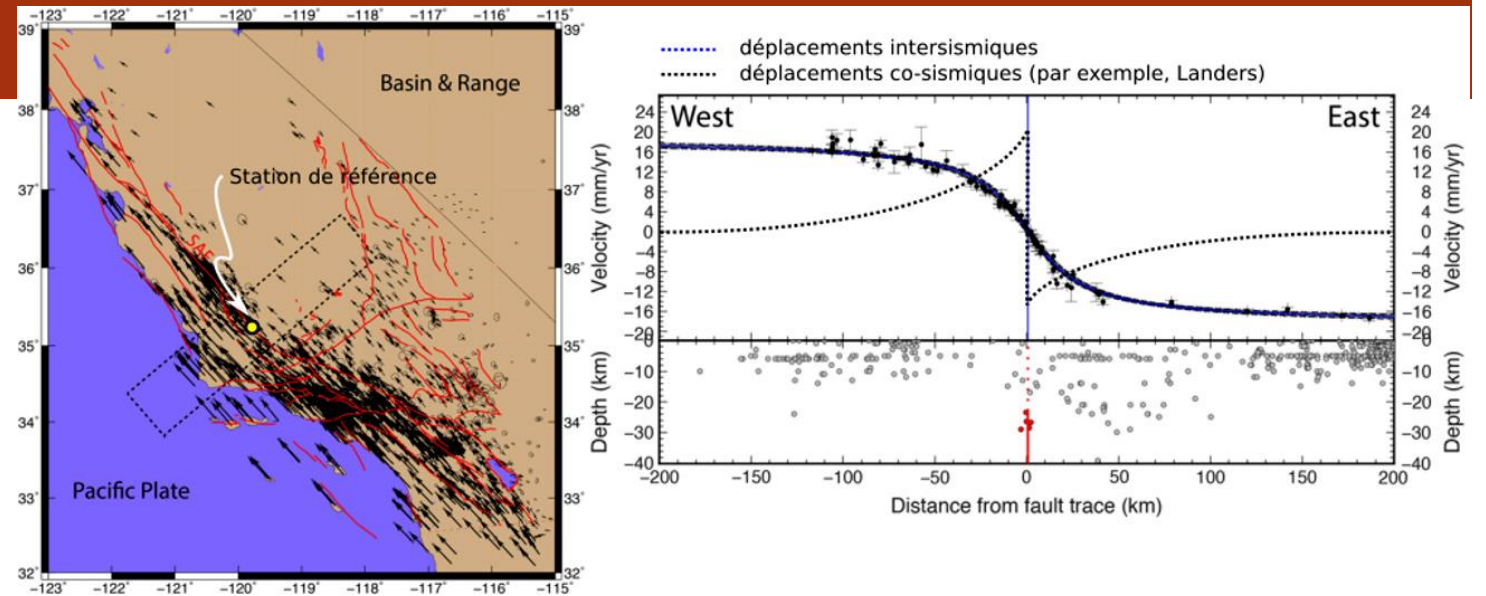 −123° −122° −121° −120° −119° −118° −117° −116° −115°
39° 39°
Basin & Range
38° 38°
Station de référence
37° 37°
SAF
36° 36°
35° 35°
34° 34°
Pacific Plate
33° 33°
32° 32°
−123° −122° −121° −120° −119° −118° −117° −116° −115°
déplacements intersismiques
déplacements co-sismiques (par exemple, Landers)
West East
Velocity (mm/yr)
24 20 16 12 8 4 0 −4 −8 −12 −16 −20
24 20 16 12 8 4 0 −4 −8 −12 −16 −20
Velocity (mm/yr)
Depth (km)
0 −10 −20 −30 −40
0 −10 −20 −30 −40
Depth (km)
−200 −150 −100 −50 0 50 100 150 200
Distance from fault trace (km)